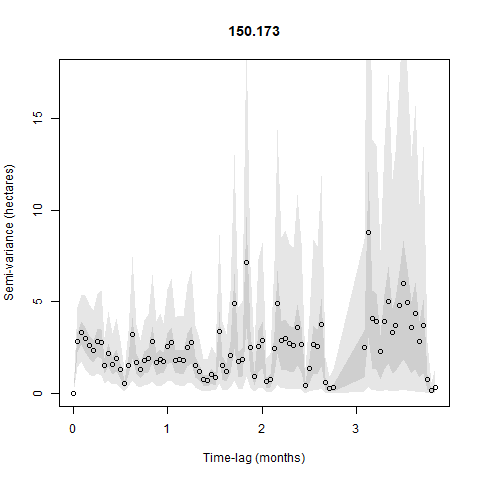 150.173
Semi-variance (hectares)
15
10
5
0
0 1 2 3
Time-lag (months)